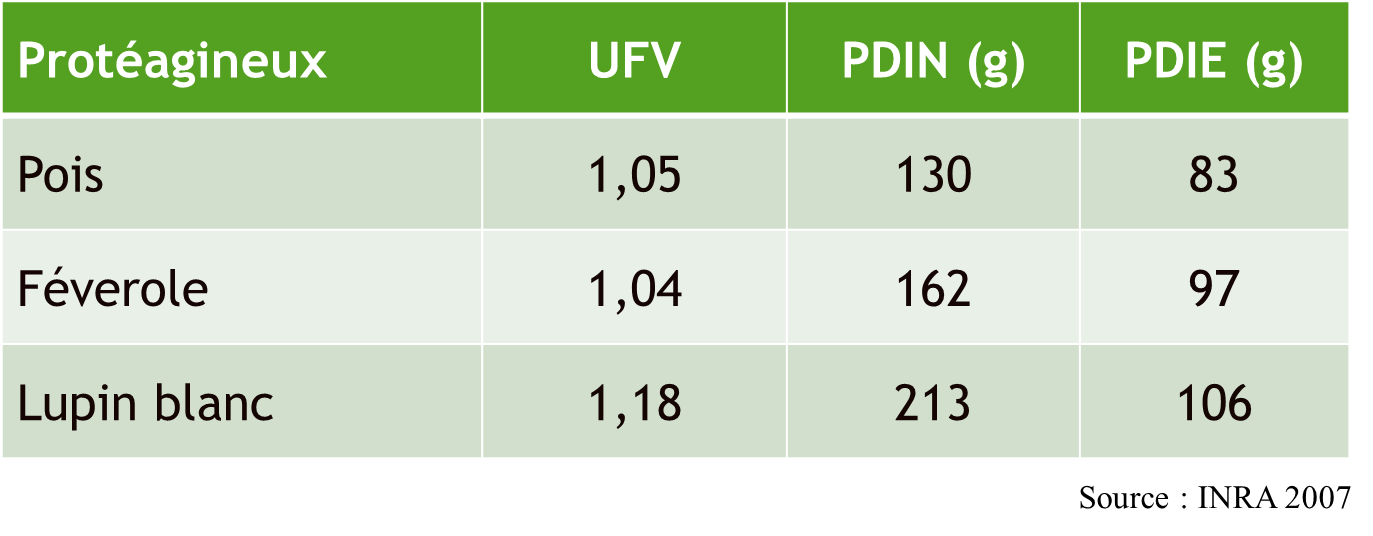 Protéagineux UFV PDIN (g) PDIE (g)
Pois 1,05 130 83
Féverole 1,04 162 97
Lupin blanc 1,18 213 106
Source : INRA 2007